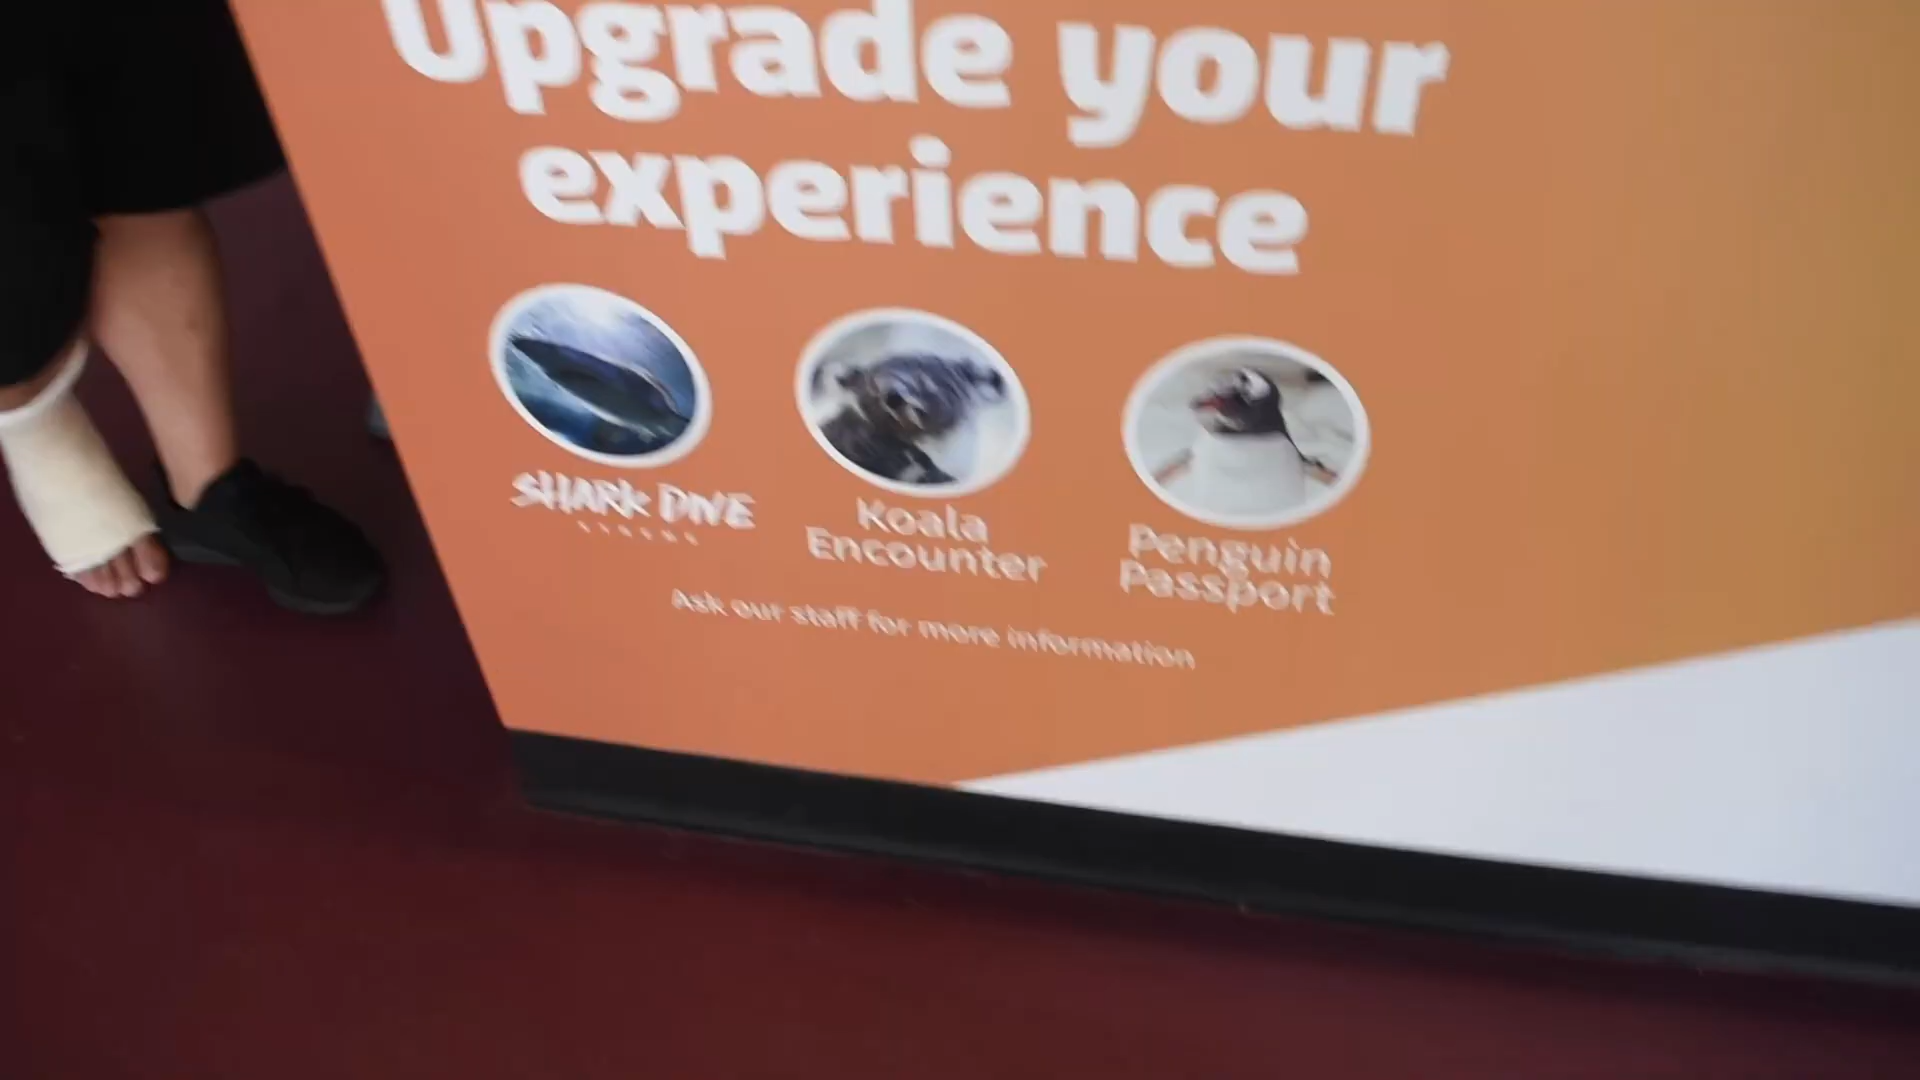 Upgrade your
experience
SHARK DIVE
Koala
Encounter
Penguin
Passport
Ask our staff for more information